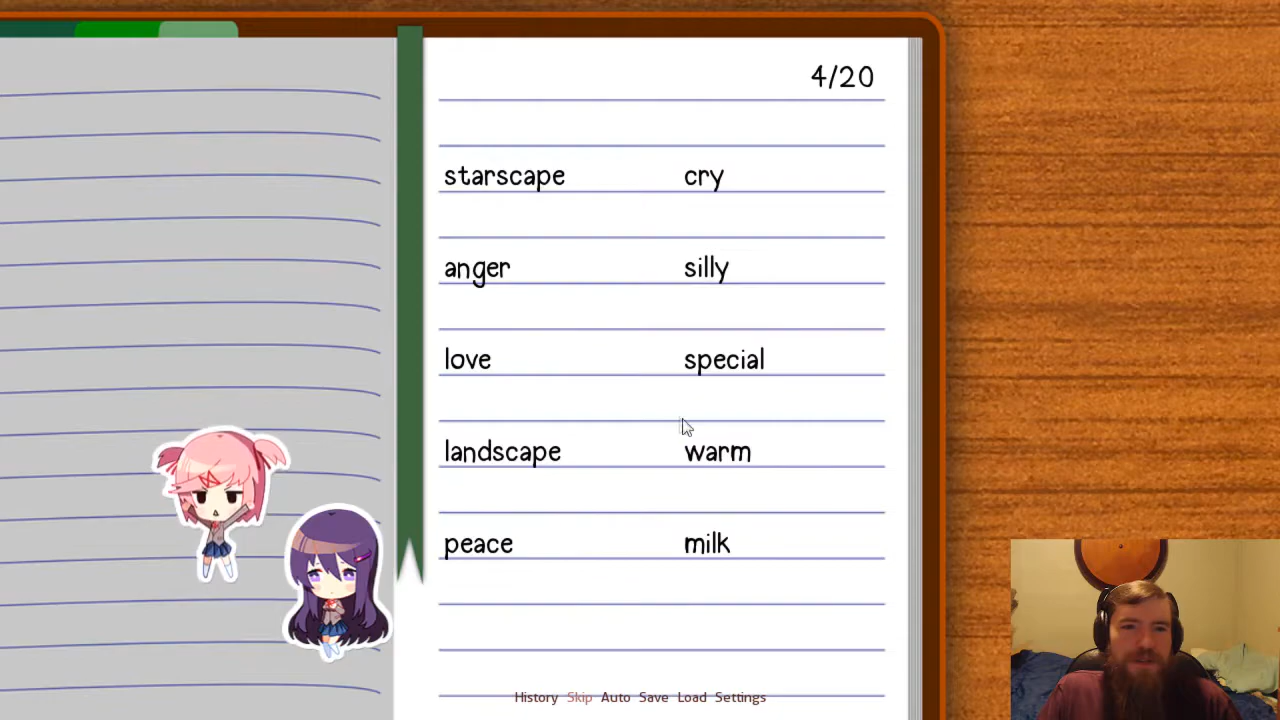 4/20
starscape cry
anger silly
love special
landscape warm
peace milk
History Skip Auto Save Load Settings